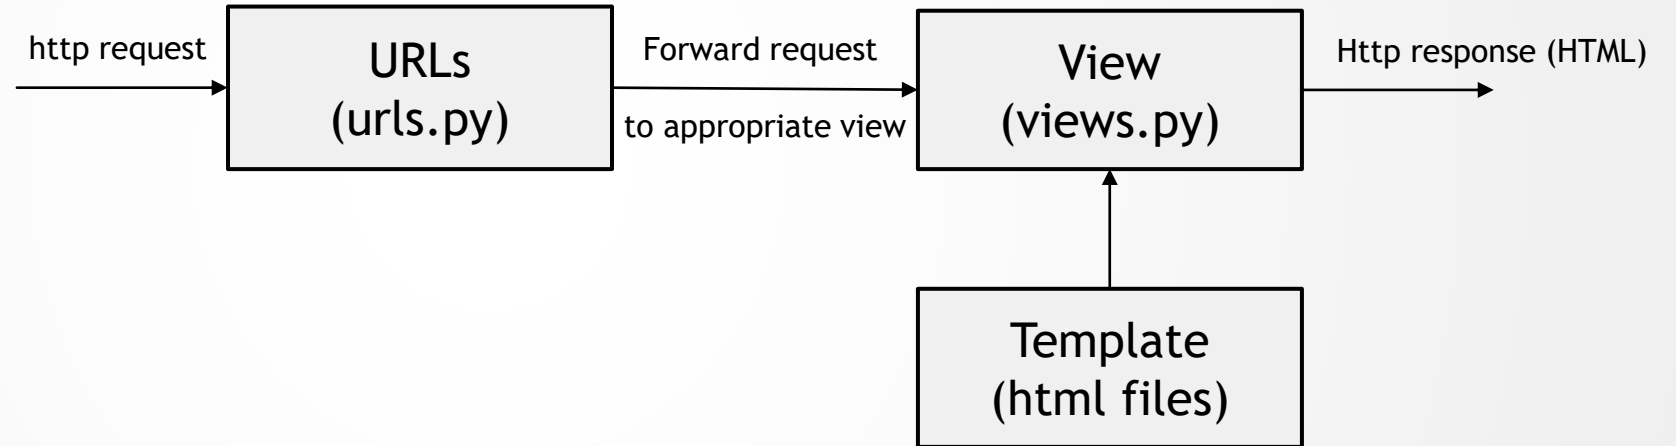 http request
URLs
(urls.py)
Forward request
to appropriate view
View
(views.py)
Http response (HTML)
Template
(html files)